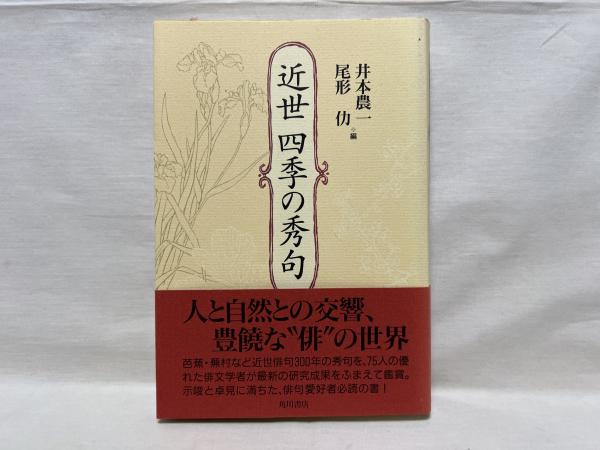 井本農一
尾形 仂 編
近世 四季の秀句
人と自然との交響、
豊饒な〝俳〟の世界
芭蕉・蕪村など近世俳句300年の秀句を、75人の優
れた俳文学者が最新の研究成果をふまえて鑑賞。
示唆と卓見に満ちた、俳句愛好者必読の書!
角川書店